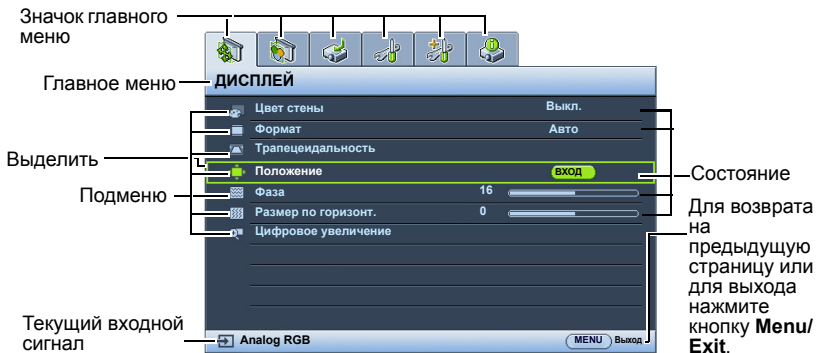 Значок главного
меню
Главное меню
ДИСПЛЕЙ
Цвет стены Выкл.
Формат Авто
Трапецеидальность
Выделить
Положение ВХОД
Состояние
Подменю
Фаза 16
Размер по горизонт. 0
Цифровое увеличение
Для возврата
на
предыдущую
страницу или
для выхода
нажмите
кнопку Menu/
Exit.
Текущий входной
сигнал
Analog RGB MENU Выход